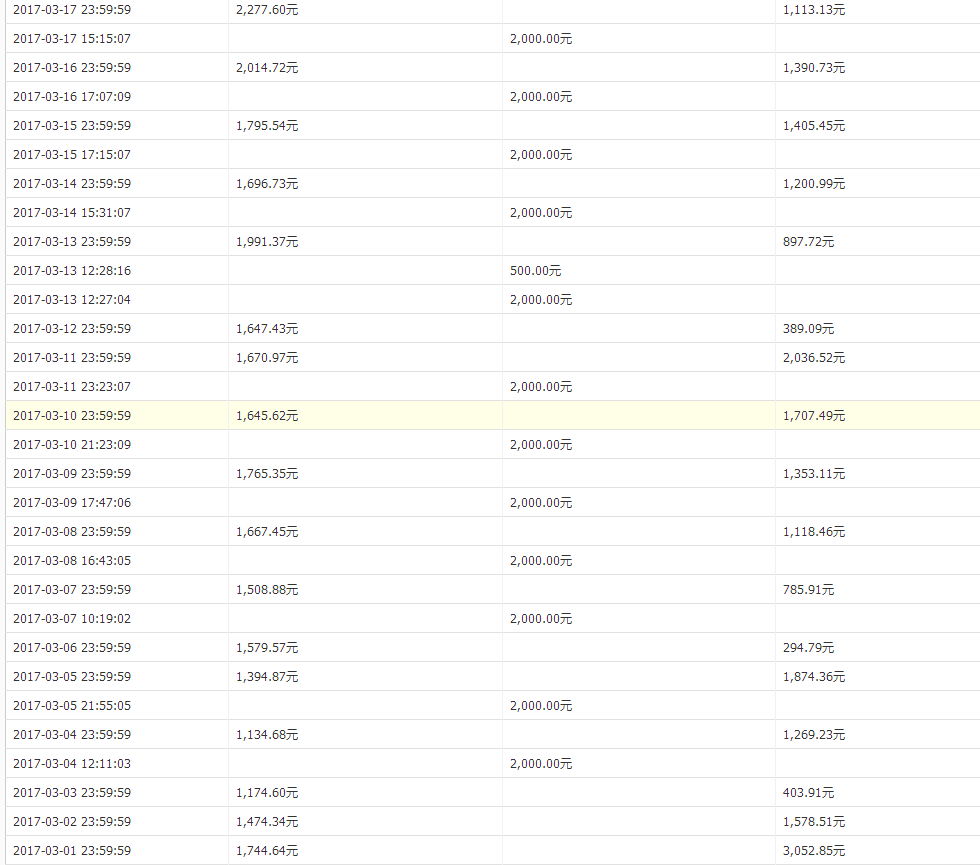 2017-03-17 23:59:59 2,277.60元 1,113.13元
2017-03-17 15:15:07 2,000.00元
2017-03-16 23:59:59 2,014.72元 1,390.73元
2017-03-16 17:07:09 2,000.00元
2017-03-15 23:59:59 1,795.54元 1,405.45元
2017-03-15 17:15:07 2,000.00元
2017-03-14 23:59:59 1,696.73元 1,200.99元
2017-03-14 15:31:07 2,000.00元
2017-03-13 23:59:59 1,991.37元 897.72元
2017-03-13 12:28:16 500.00元
2017-03-13 12:27:04 2,000.00元
2017-03-12 23:59:59 1,647.43元 389.09元
2017-03-11 23:59:59 1,670.97元 2,036.52元
2017-03-11 23:23:07 2,000.00元
2017-03-10 23:59:59 1,645.62元 1,707.49元
2017-03-10 21:23:09 2,000.00元
2017-03-09 23:59:59 1,765.35元 1,353.11元
2017-03-09 17:47:06 2,000.00元
2017-03-08 23:59:59 1,667.45元 1,118.46元
2017-03-08 16:43:05 2,000.00元
2017-03-07 23:59:59 1,508.88元 785.91元
2017-03-07 10:19:02 2,000.00元
2017-03-06 23:59:59 1,579.57元 294.79元
2017-03-05 23:59:59 1,394.87元 1,874.36元
2017-03-05 21:55:05 2,000.00元
2017-03-04 23:59:59 1,134.68元 1,269.23元
2017-03-04 12:11:03 2,000.00元
2017-03-03 23:59:59 1,174.60元 403.91元
2017-03-02 23:59:59 1,474.34元 1,578.51元
2017-03-01 23:59:59 1,744.64元 3,052.85元